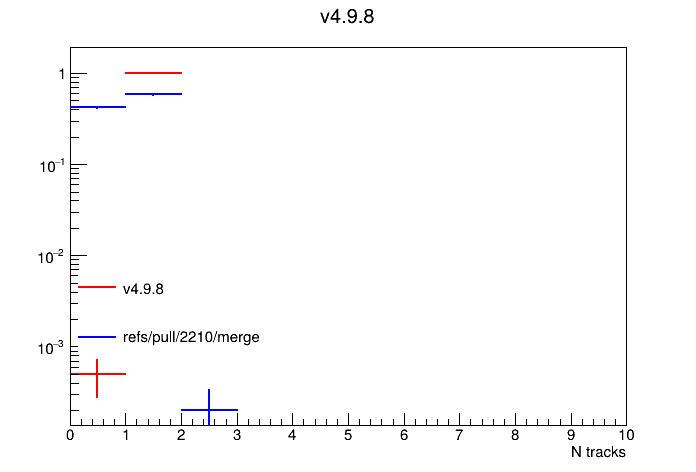 v4.9.8
1
10⁻¹
10⁻²
v4.9.8
refs/pull/2210/merge
10⁻³
0 1 2 3 4 5 6 7 8 9 10
N tracks